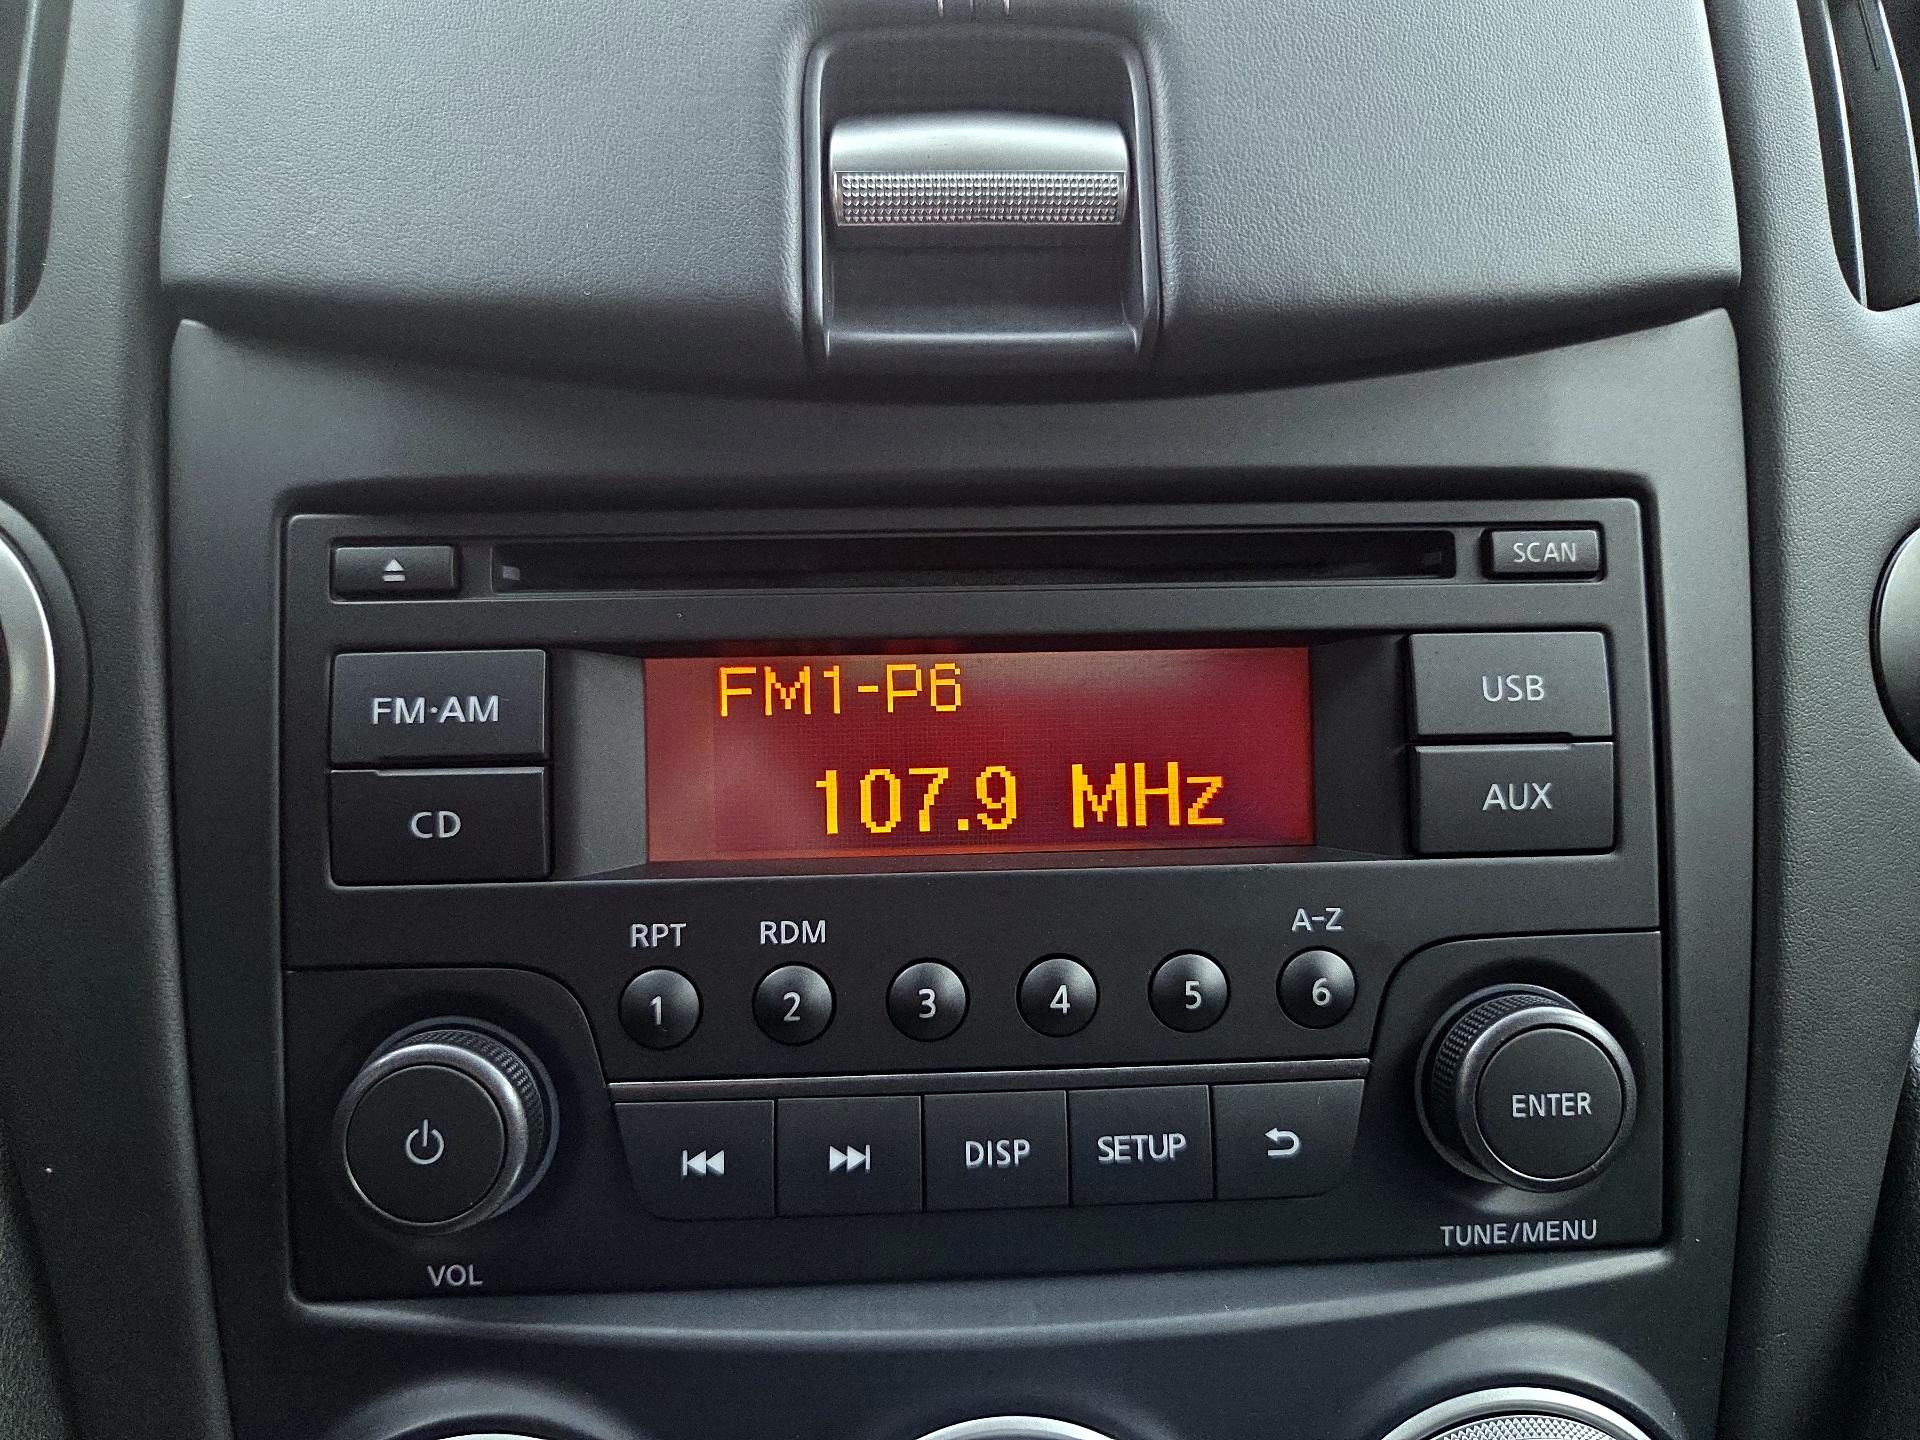 SCAN
FM·AM
CD
FM1-P6
107.9 MHz
USB
AUX
RPT
RDM
A-Z
1
2
3
4
5
6
DISP
SETUP
ENTER
VOL
TUNE/MENU